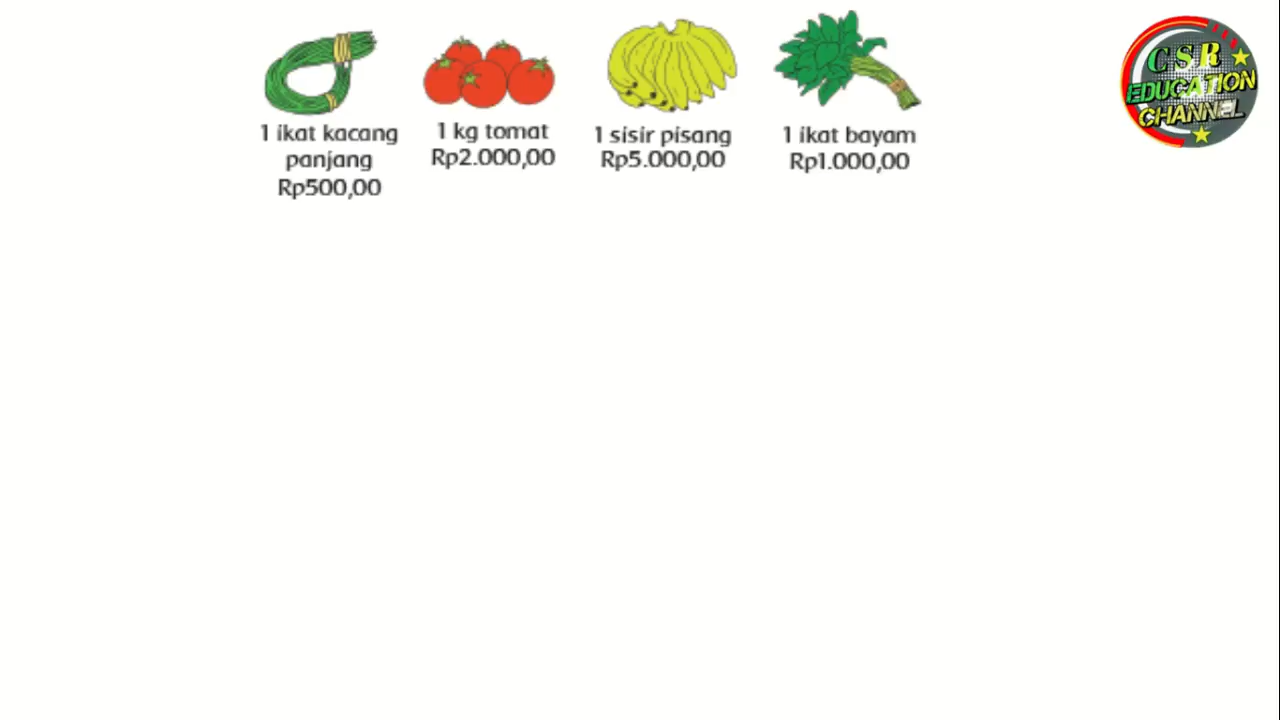 1 ikat kacang
panjang
Rp500,00
1 kg tomat
Rp2.000,00
1 sisir pisang
Rp5.000,00
1 ikat bayam
Rp1.000,00
CSR
EDUCATION
CHANNEL